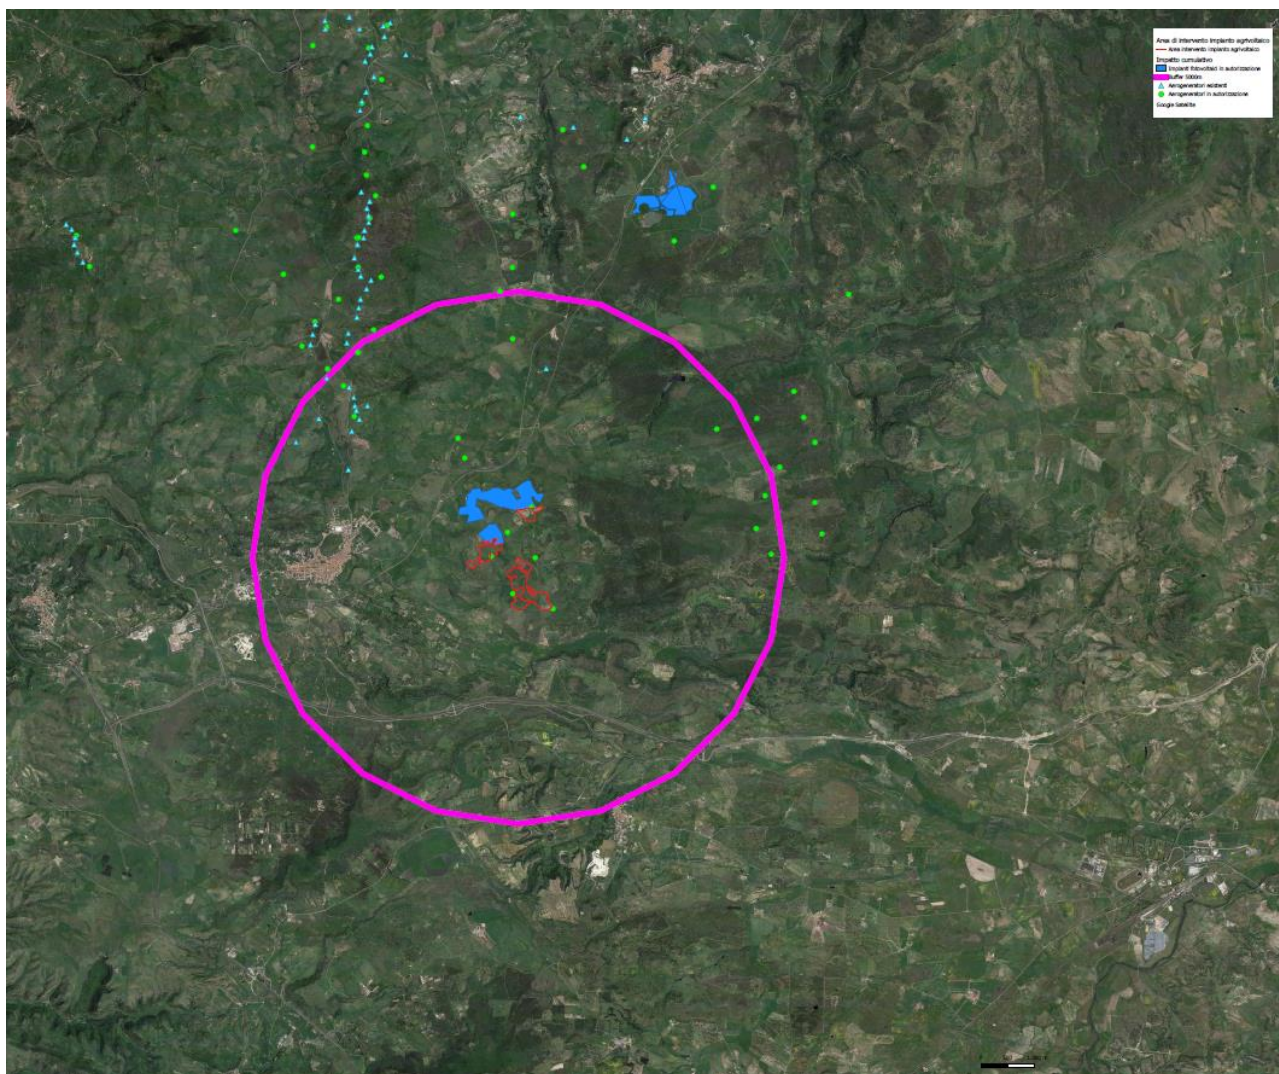 Area di intervento impianto agrivoltaico
Area intervento impianto agrivoltaico
Impatto cumulativo
Impianti fotovoltaici in autorizzazione
Buffer 5000m
Aerogeneratori esistenti
Aerogeneratori in autorizzazione
Google Satellite